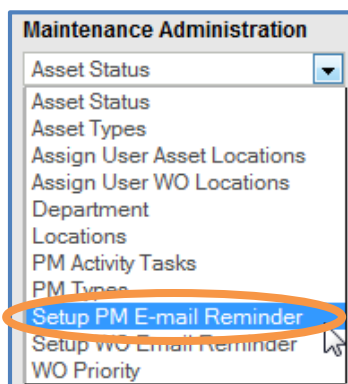 Maintenance Administration
Asset Status
Asset Status
Asset Types
Assign User Asset Locations
Assign User WO Locations
Department
Locations
PM Activity Tasks
PM Types
Setup PM E-mail Reminder
Setup WO Email Reminder
WO Priority